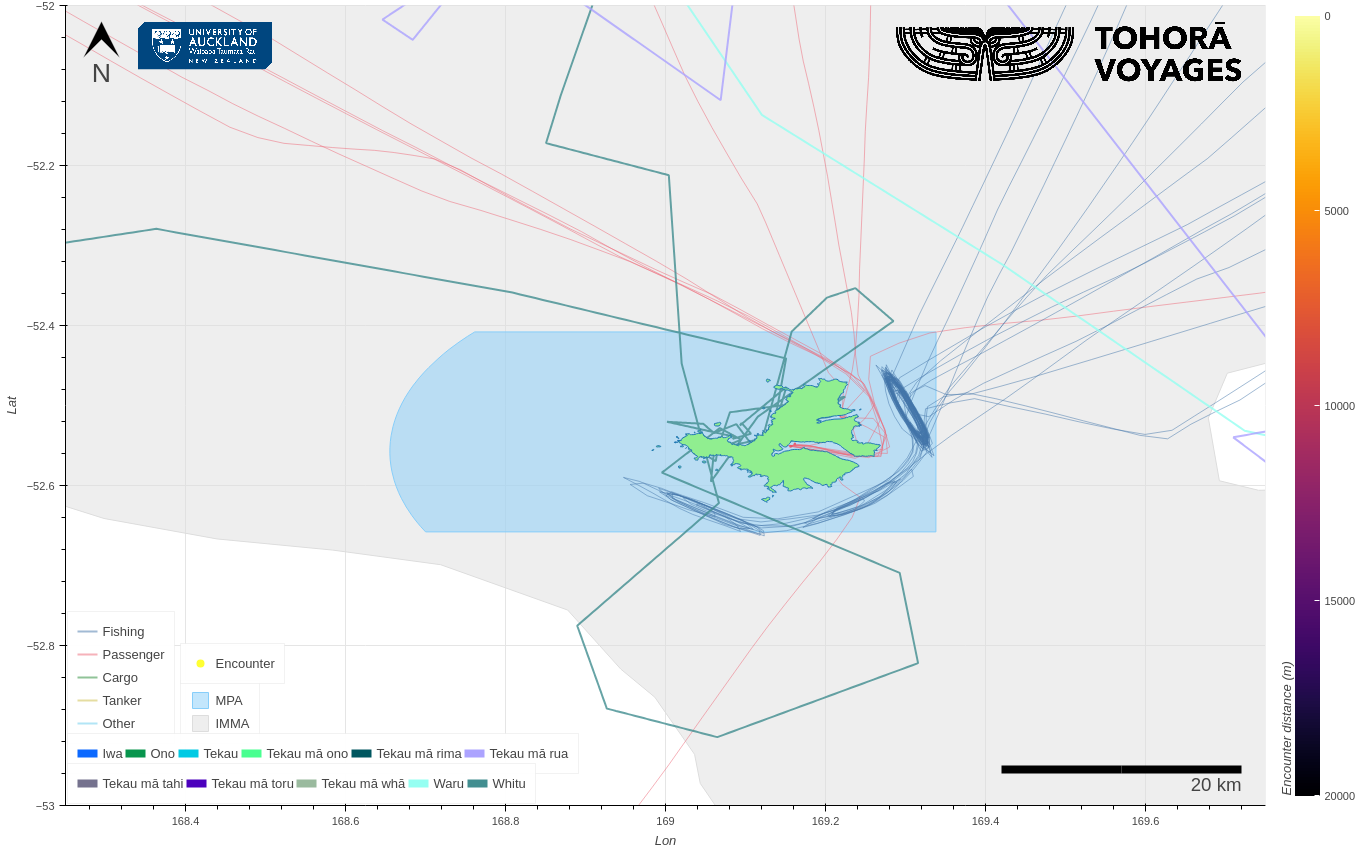 −52
−52.2
−52.4
−52.6
−52.8
−53
Lat
N
UNIVERSITY OF
AUCKLAND
Waipapa Taumata Rau
NEW ZEALAND
TOHORĀ
VOYAGES
Fishing
Passenger
Cargo
Tanker
Other
Encounter
MPA
IMMA
Iwa
Ono
Tekau
Tekau mā ono
Tekau mā rima
Tekau mā rua
Tekau mā tahi
Tekau mā toru
Tekau mā whā
Waru
Whitu
20 km
168.4
168.6
168.8
169
169.2
169.4
169.6
Lon
0
5000
10000
15000
20000
Encounter distance (m)